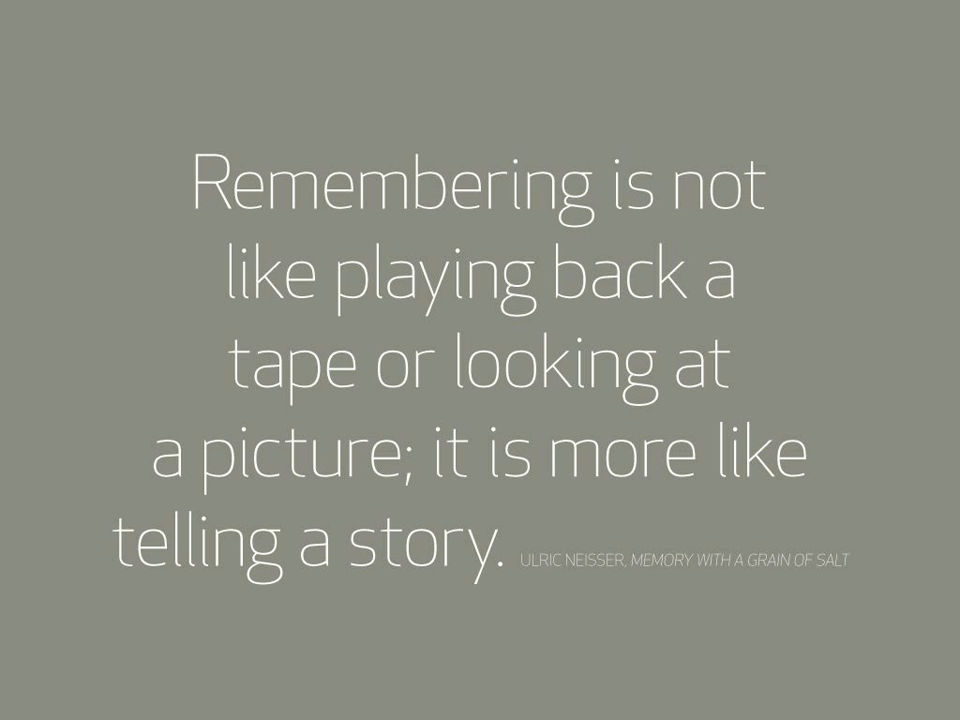 Remembering is not
like playing back a
tape or looking at
a picture; it is more like
telling a story. ULRIC NEISSER, MEMORY WITH A GRAIN OF SALT